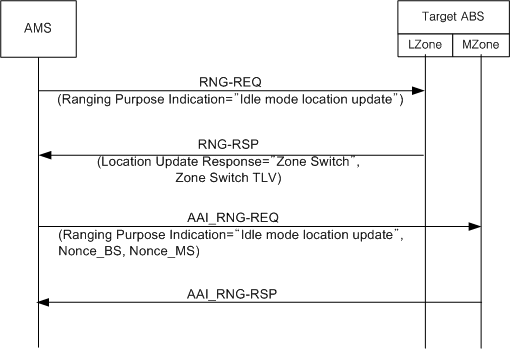 AMS
Target ABS
LZone
MZone
RNG-REQ
(Ranging Purpose Indication="Idle mode location update")
RNG-RSP
(Location Update Response="Zone Switch",
Zone Switch TLV)
AAI_RNG-REQ
(Ranging Purpose Indication="Idle mode location update",
Nonce_BS, Nonce_MS)
AAI_RNG-RSP